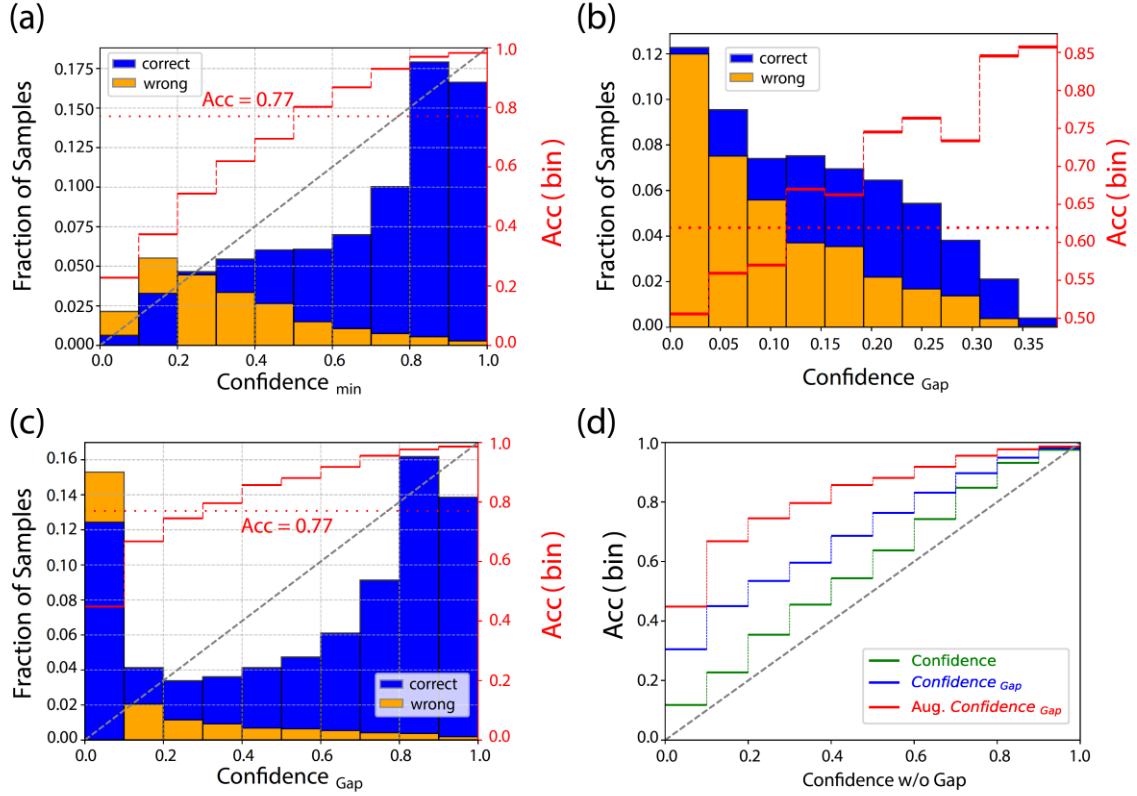 (a)
Fraction of Samples
0.175
0.150
0.125
0.100
0.075
0.050
0.025
0.000
correct
wrong
Acc = 0.77
1.0
0.8
0.6
0.4
0.2
0.0
Acc ( bin )
0.0 0.2 0.4 0.6 0.8 1.0
Confidence min
(b)
Fraction of Samples
0.12
0.10
0.08
0.06
0.04
0.02
0.00
correct
wrong
0.85
0.80
0.75
0.70
0.65
0.60
0.55
0.50
Acc ( bin )
0.0 0.05 0.10 0.15 0.20 0.25 0.30 0.35
Confidence Gap
(c)
Fraction of Samples
0.16
0.14
0.12
0.10
0.08
0.06
0.04
0.02
0.00
Acc = 0.77
correct
wrong
1.0
0.8
0.6
0.4
0.2
0.0
Acc ( bin )
0.0 0.2 0.4 0.6 0.8 1.0
Confidence Gap
(d)
Acc ( bin )
1.0
0.8
0.6
0.4
0.2
0.0
Confidence
Confidence Gap
Aug. Confidence Gap
0.0 0.2 0.4 0.6 0.8 1.0
Confidence w/o Gap